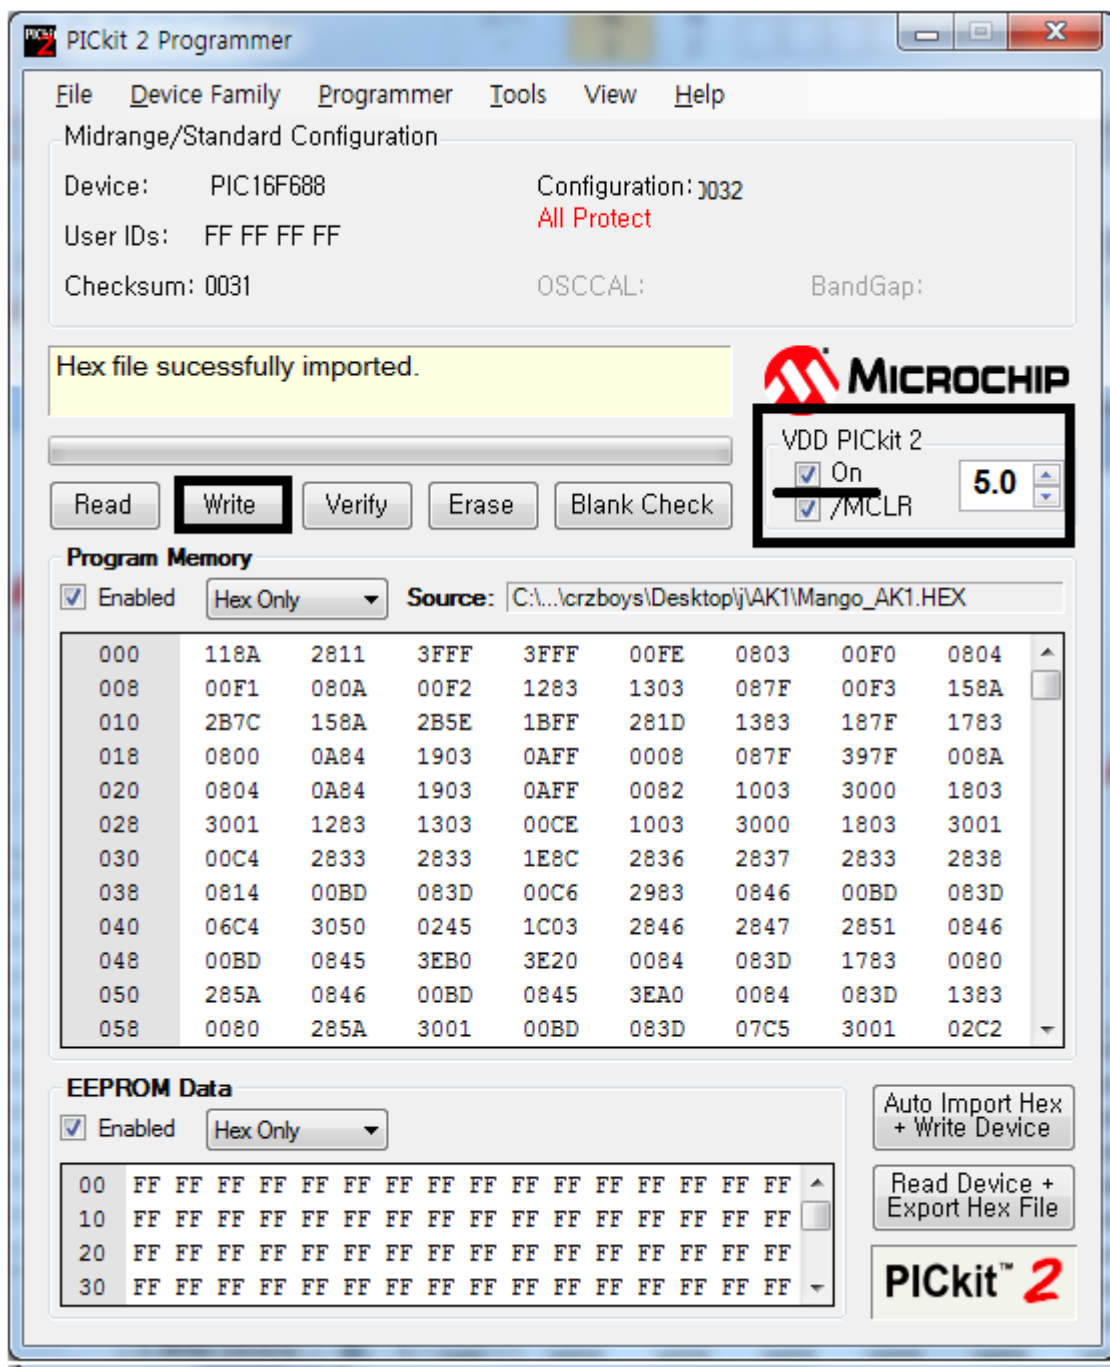 PICkit 2 Programmer
File Device Family Programmer Tools View Help
Midrange/Standard Configuration
Device: PIC16F688 Configuration: 0032
All Protect
User IDs: FF FF FF FF
Checksum: 0031 OSCCAL: BandGap:
Hex file sucessfully imported.
MICROCHIP
VDD PICkit 2
On 5.0
/MCLR
Read Write Verify Erase Blank Check
Program Memory
Enabled Hex Only Source: C:\...\crzboys\Desktop\j\AK1\Mango_AK1.HEX
000 118A 2811 3FFF 3FFF 00FE 0803 00F0 0804
008 00F1 080A 00F2 1283 1303 087F 00F3 158A
010 2B7C 158A 2B5E 1BFF 281D 1383 187F 1783
018 0800 0A84 1903 0AFF 0008 087F 397F 008A
020 0804 0A84 1903 0AFF 0082 1003 3000 1803
028 3001 1283 1303 00CE 1003 3000 1803 3001
030 00C4 2833 2833 1E8C 2836 2837 2833 2838
038 0814 00BD 083D 00C6 2983 0846 00BD 083D
040 06C4 3050 0245 1C03 2846 2847 2851 0846
048 00BD 0845 3EB0 3E20 0084 083D 1783 0080
050 285A 0846 00BD 0845 3EA0 0084 083D 1383
058 0080 285A 3001 00BD 083D 07C5 3001 02C2
EEPROM Data
Enabled Hex Only
00 FF FF FF FF FF FF FF FF FF FF FF FF FF FF FF FF
10 FF FF FF FF FF FF FF FF FF FF FF FF FF FF FF FF
20 FF FF FF FF FF FF FF FF FF FF FF FF FF FF FF FF
30 FF FF FF FF FF FF FF FF FF FF FF FF FF FF FF FF
Auto Import Hex
+ Write Device
Read Device +
Export Hex File
PICkit™ 2